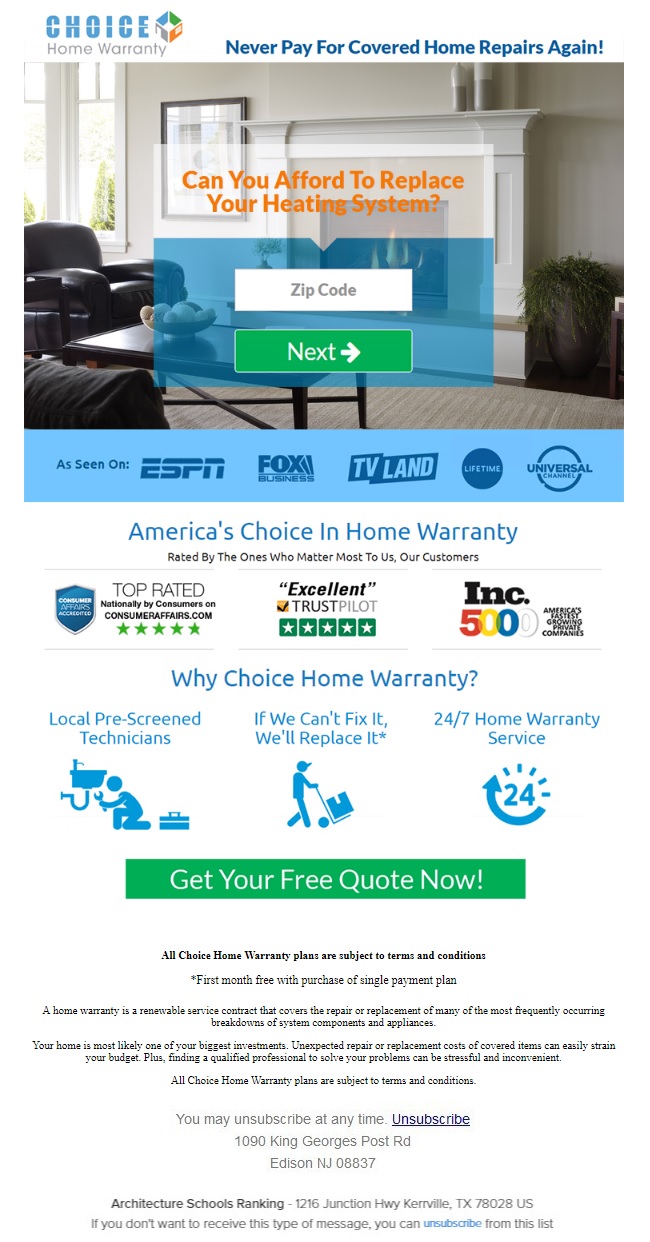 CHOICE
Home Warranty
Never Pay For Covered Home Repairs Again!
Can You Afford To Replace
Your Heating System?
Zip Code
Next
As Seen On:
ESPN
FOX
BUSINESS
TV LAND
LIFETIME
UNIVERSAL
CHANNEL
America's Choice In Home Warranty
Rated By The Ones Who Matter Most To Us, Our Customers
CONSUMER
AFFAIRS
ACCREDITED
TOP RATED
Nationally by Consumers on
CONSUMERAFFAIRS.COM
“Excellent”
TRUSTPILOT
Inc.
5000
AMERICA'S
FASTEST
GROWING
PRIVATE
COMPANIES
Why Choice Home Warranty?
Local Pre-Screened
Technicians
If We Can't Fix It,
We'll Replace It*
24/7 Home Warranty
Service
24
Get Your Free Quote Now!
All Choice Home Warranty plans are subject to terms and conditions
*First month free with purchase of single payment plan
A home warranty is a renewable service contract that covers the repair or replacement of many of the most frequently occurring
breakdowns of system components and appliances.
Your home is most likely one of your biggest investments. Unexpected repair or replacement costs of covered items can easily strain
your budget. Plus, finding a qualified professional to solve your problems can be stressful and inconvenient.
All Choice Home Warranty plans are subject to terms and conditions.
You may unsubscribe at any time. Unsubscribe
1090 King Georges Post Rd
Edison NJ 08837
Architecture Schools Ranking - 1216 Junction Hwy Kerrville, TX 78028 US
If you don't want to receive this type of message, you can unsubscribe from this list